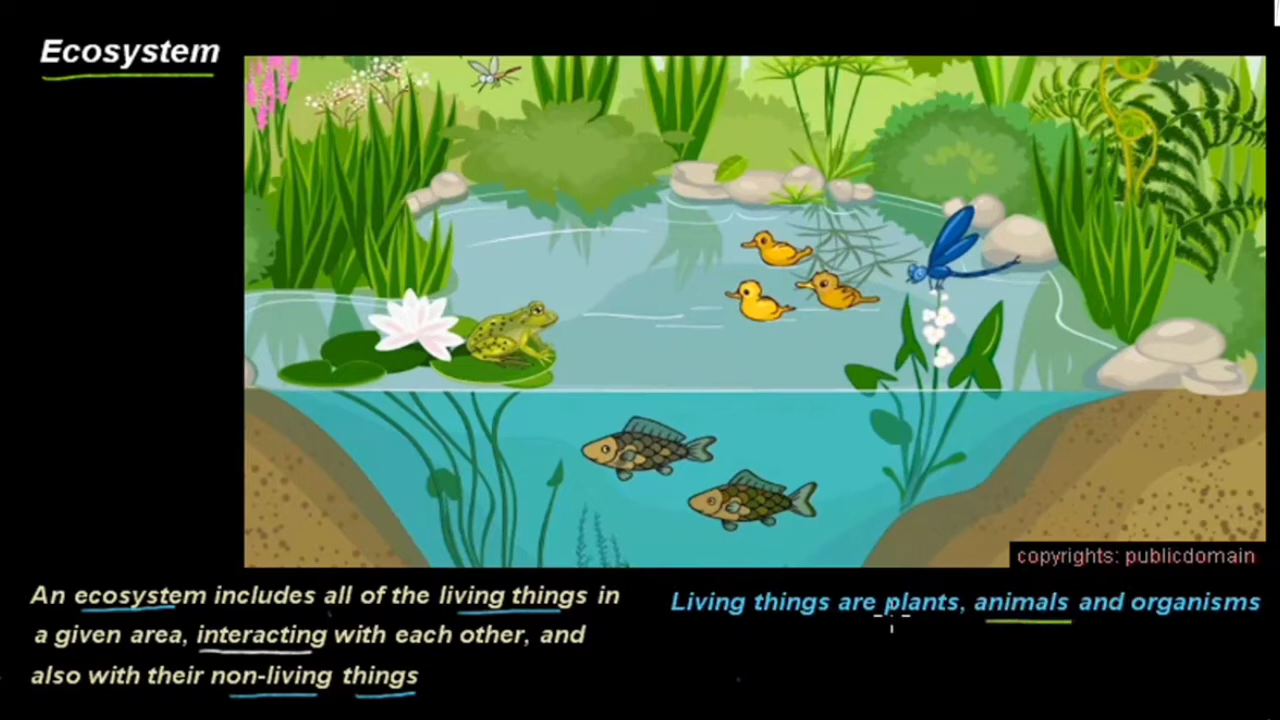 Ecosystem
copyrights: publicdomain
An ecosystem includes all of the living things in
a given area, interacting with each other, and
also with their non-living things
Living things are plants, animals and organisms